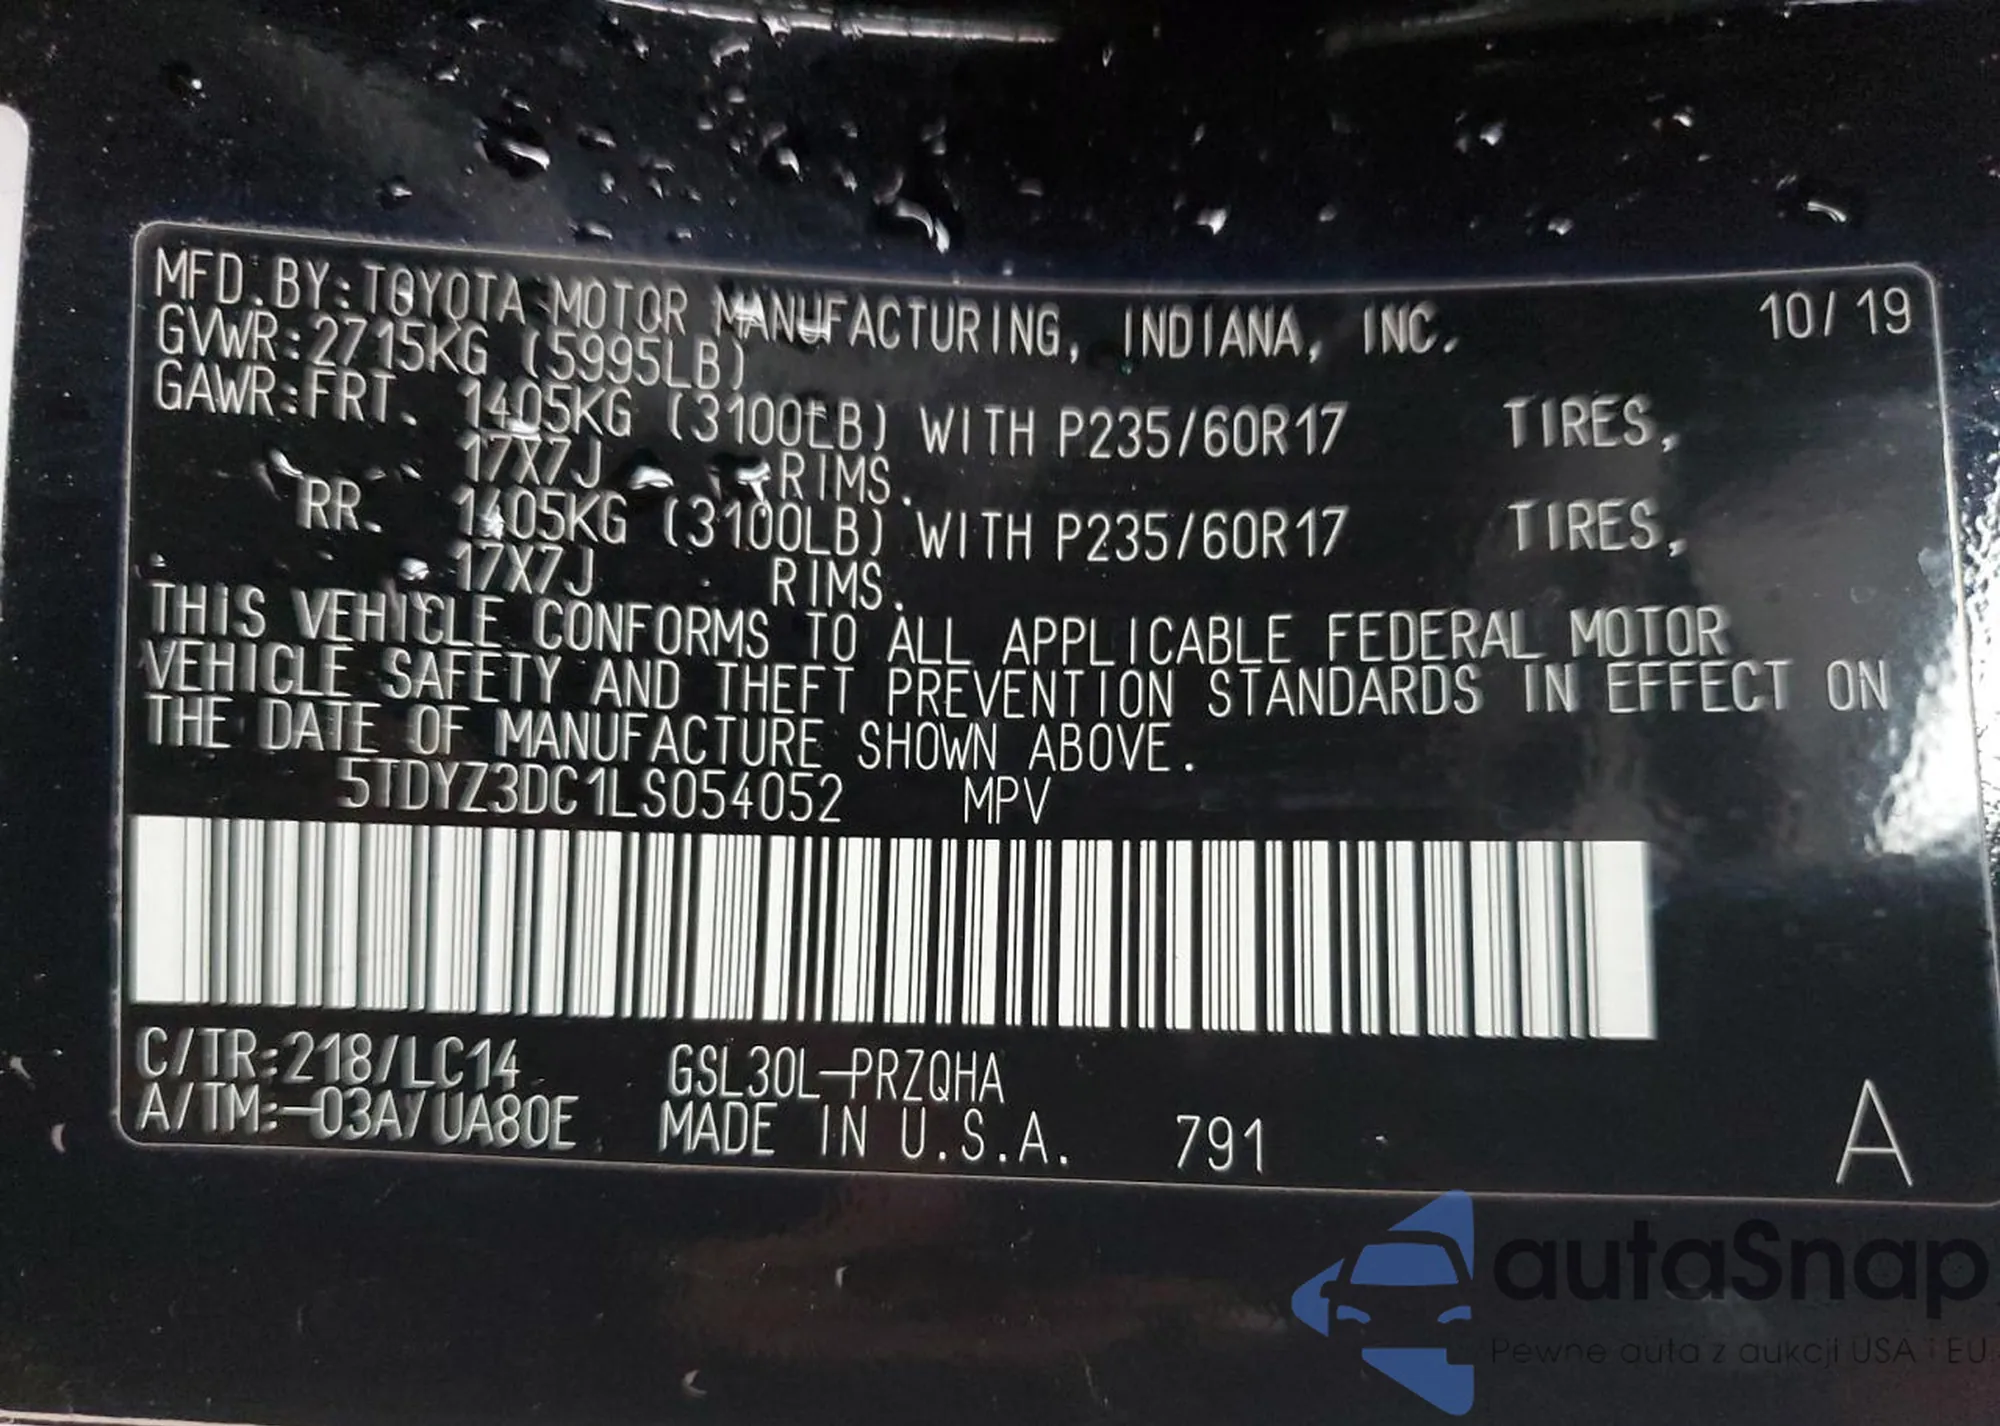 MFD. BY: TOYOTA MOTOR MANUFACTURING, INDIANA, INC. 10/19
GVWR: 2715KG (5995LB)
GAWR: FRT. 1405KG (3100LB) WITH P235/60R17 TIRES,
17X7J RIMS.
RR. 1405KG (3100LB) WITH P235/60R17 TIRES,
17X7J RIMS.
THIS VEHICLE CONFORMS TO ALL APPLICABLE FEDERAL MOTOR
VEHICLE SAFETY AND THEFT PREVENTION STANDARDS IN EFFECT ON
THE DATE OF MANUFACTURE SHOWN ABOVE.
5TDYZ3DC1LS054052 MPV
C/TR: 218/LC14 GSL30L-PRZQHA
A/TM: -03A/UA80E MADE IN U.S.A. 791 A
autaSnap
Pewne auta z aukcji USA i EU